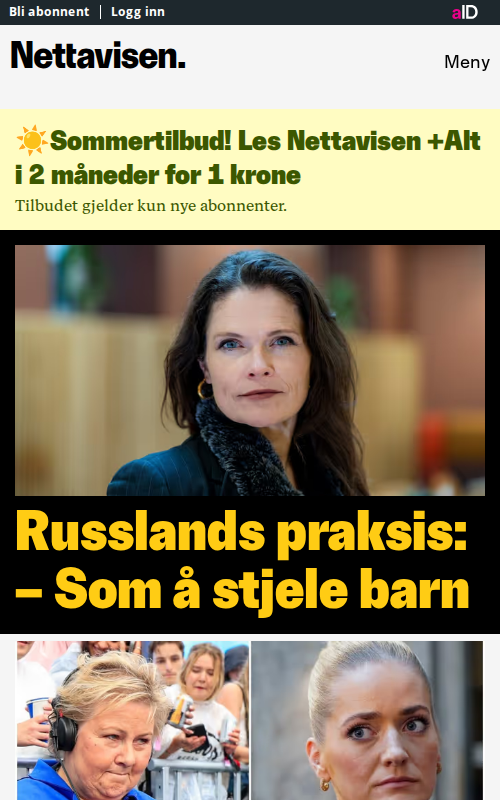 Bli abonnent | Logg inn
aID
Nettavisen.
Meny
☀️Sommertilbud! Les Nettavisen +Alt
i 2 måneder for 1 krone
Tilbudet gjelder kun nye abonnenter.
Russlands praksis:
– Som å stjele barn